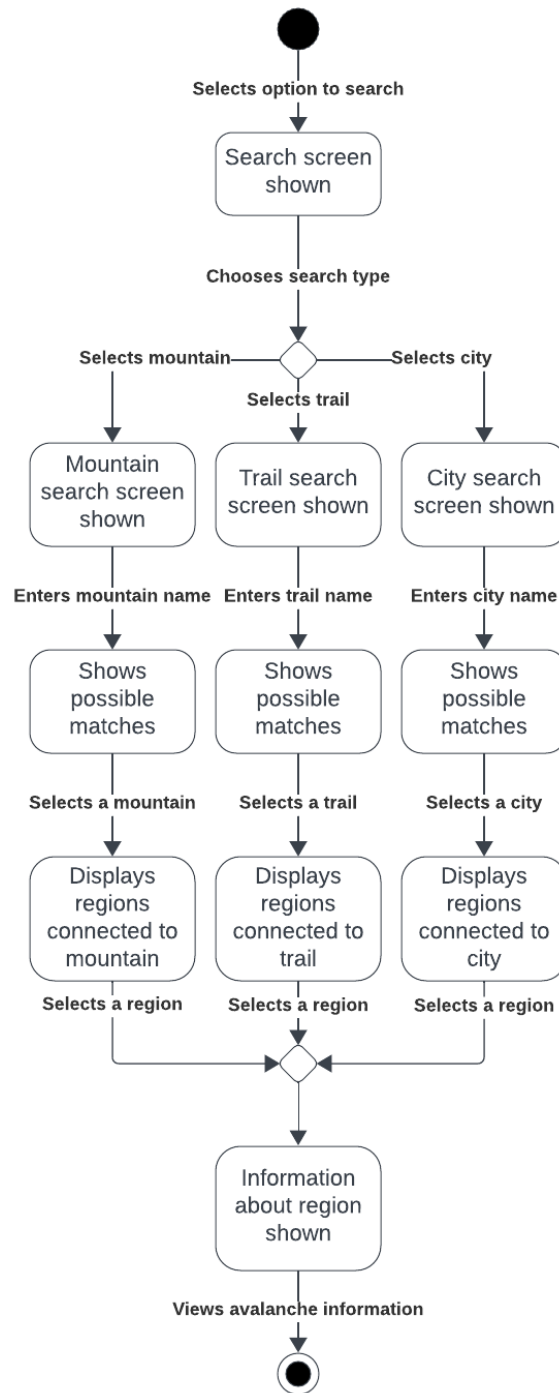 Selects option to search
Search screen
shown
Chooses search type
Selects mountain
Selects city
Selects trail
Mountain
search screen
shown
Trail search
screen shown
City search
screen shown
Enters mountain name
Enters trail name
Enters city name
Shows
possible
matches
Shows
possible
matches
Shows
possible
matches
Selects a mountain
Selects a trail
Selects a city
Displays
regions
connected to
mountain
Displays
regions
connected to
trail
Displays
regions
connected to
city
Selects a region
Selects a region
Selects a region
Information
about region
shown
Views avalanche information